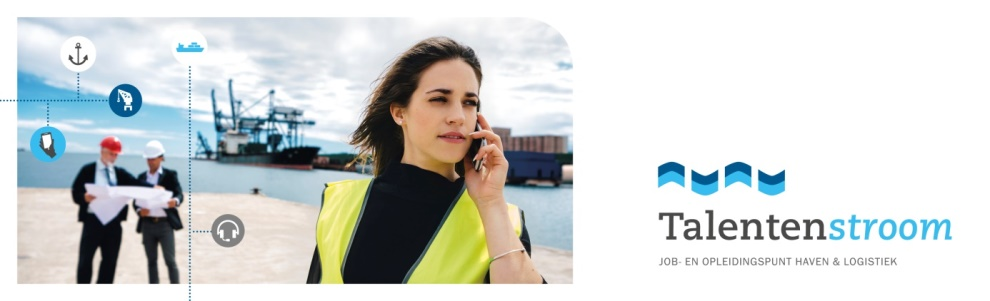 Talentenstroom
JOB- EN OPLEIDINGSPUNT HAVEN & LOGISTIEK